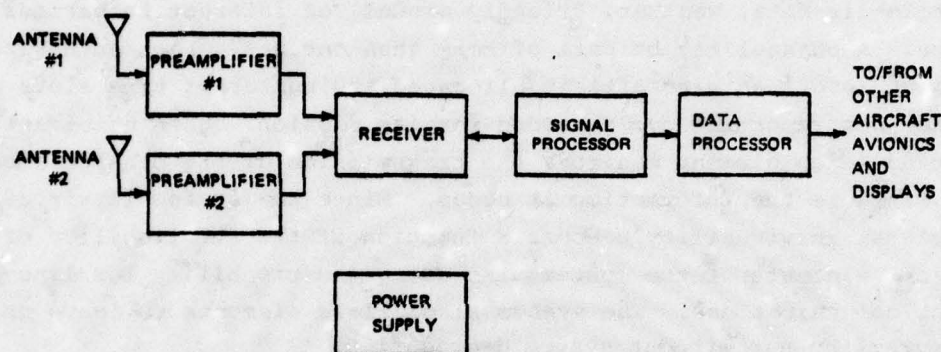 ANTENNA
#1
PREAMPLIFIER
#1
ANTENNA
#2
PREAMPLIFIER
#2
RECEIVER
SIGNAL
PROCESSOR
DATA
PROCESSOR
TO/FROM
OTHER
AIRCRAFT
AVIONICS
AND
DISPLAYS
POWER
SUPPLY